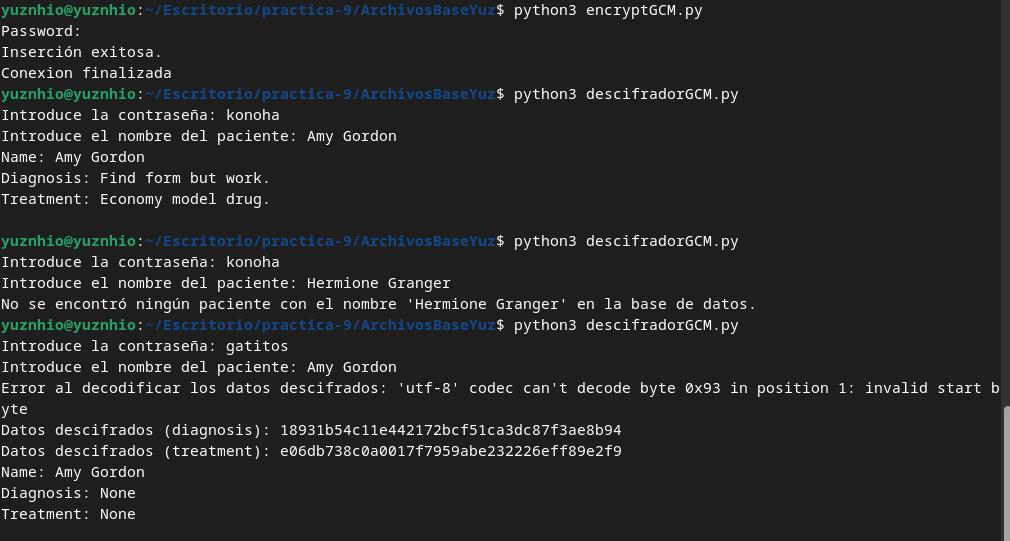 yuznhio@yuznhio:~/Escritorio/practica-9/ArchivosBaseYuz$ python3 encryptGCM.py
Password:
Inserción exitosa.
Conexion finalizada
yuznhio@yuznhio:~/Escritorio/practica-9/ArchivosBaseYuz$ python3 descifradorGCM.py
Introduce la contraseña: konoha
Introduce el nombre del paciente: Amy Gordon
Name: Amy Gordon
Diagnosis: Find form but work.
Treatment: Economy model drug.
yuznhio@yuznhio:~/Escritorio/practica-9/ArchivosBaseYuz$ python3 descifradorGCM.py
Introduce la contraseña: konoha
Introduce el nombre del paciente: Hermione Granger
No se encontró ningún paciente con el nombre 'Hermione Granger' en la base de datos.
yuznhio@yuznhio:~/Escritorio/practica-9/ArchivosBaseYuz$ python3 descifradorGCM.py
Introduce la contraseña: gatitos
Introduce el nombre del paciente: Amy Gordon
Error al decodificar los datos descifrados: 'utf-8' codec can't decode byte 0x93 in position 1: invalid start b
yte
Datos descifrados (diagnosis): 18931b54c11e442172bcf51ca3dc87f3ae8b94
Datos descifrados (treatment): e06db738c0a0017f7959abe232226eff89e2f9
Name: Amy Gordon
Diagnosis: None
Treatment: None